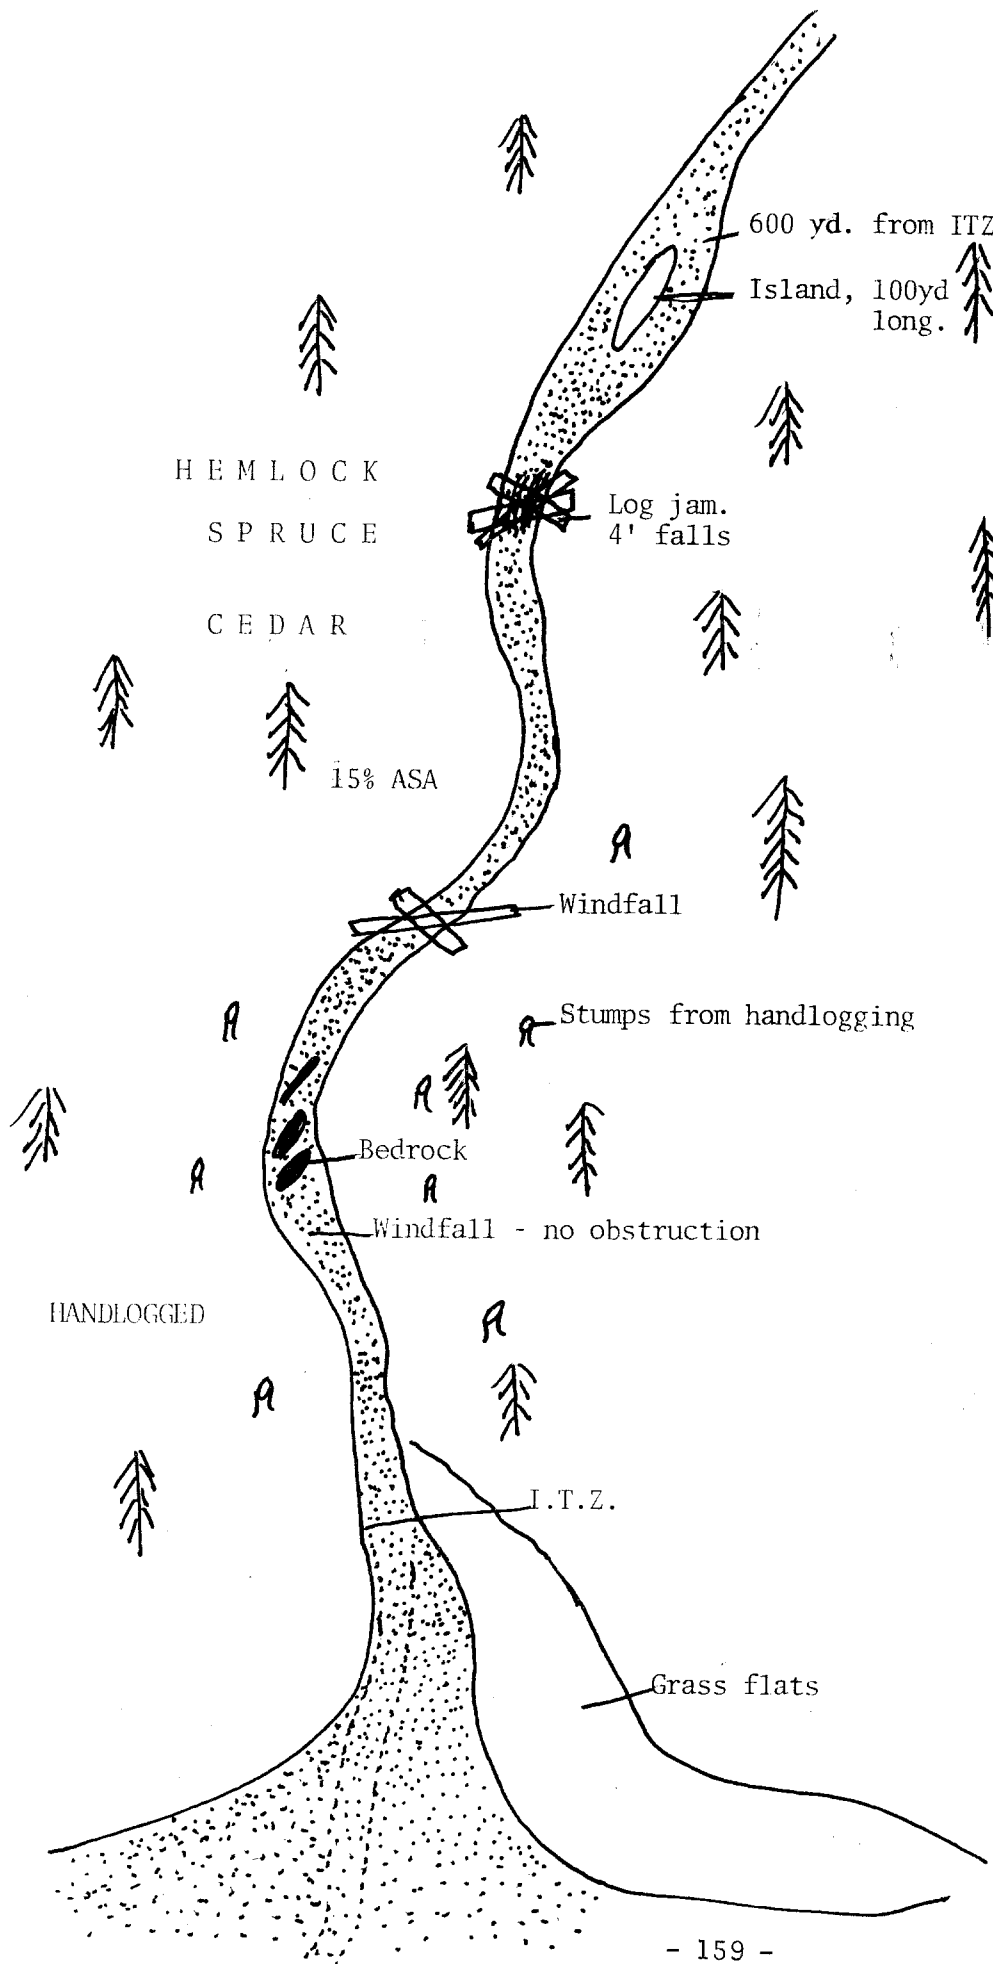 600 yd. from ITZ
Island, 100yd
long.
HEMLOCK
SPRUCE
Log jam.
4' falls
CEDAR
15% ASA
Windfall
Stumps from handlogging
Bedrock
Windfall - no obstruction
HANDLOGGED
I.T.Z.
Grass flats
- 159 -